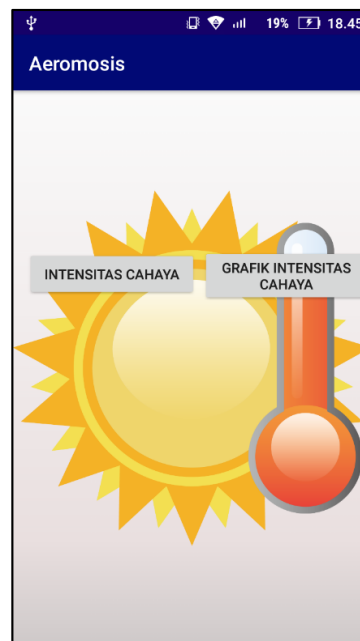 19% 18.45
Aeromosis
INTENSITAS CAHAYA
GRAFIK INTENSITAS
CAHAYA